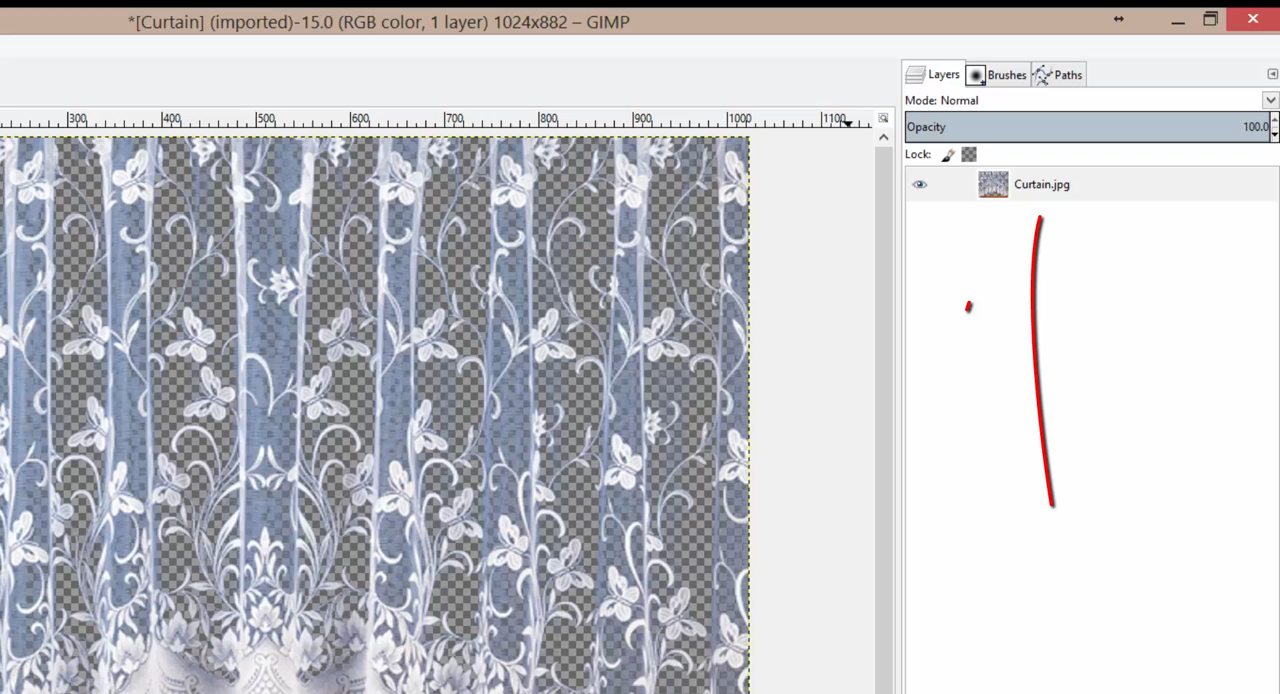 *[Curtain] (imported)-15.0 (RGB color, 1 layer) 1024x882 – GIMP
Layers Brushes Paths
Mode: Normal
300 400 500 600 700 800 900 1000 1100
Opacity 100.0
Lock:
Curtain.jpg